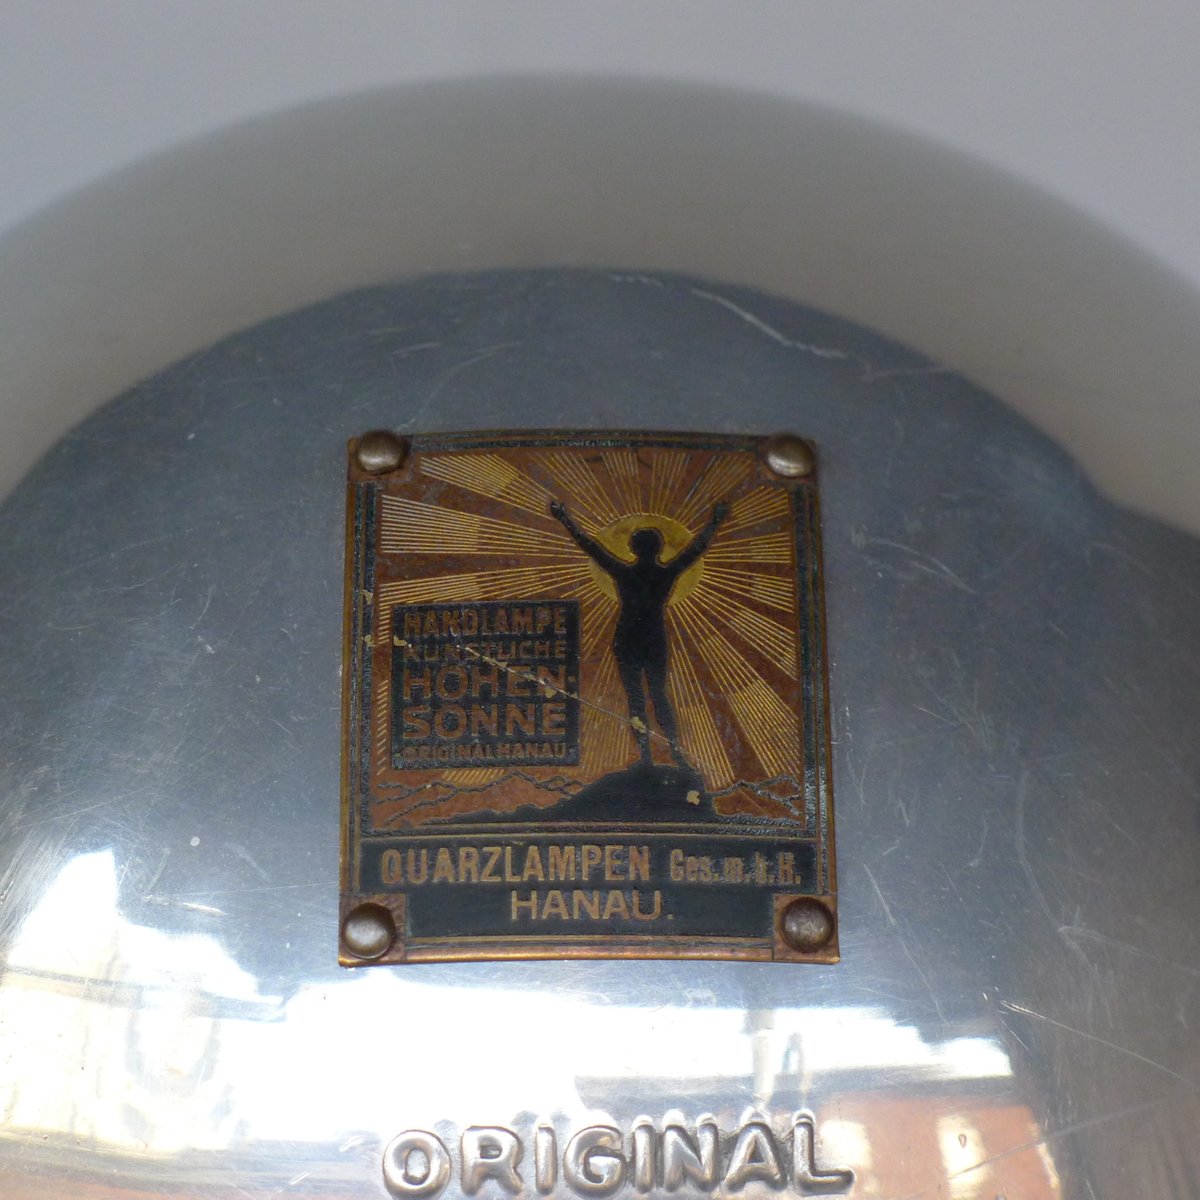 HANDLAMPE
KÜNSTLICHE
HÖHEN-
SONNE
ORIGINAL HANAU
QUARZLAMPEN Ges.m.b.H.
HANAU.
ORIGINAL